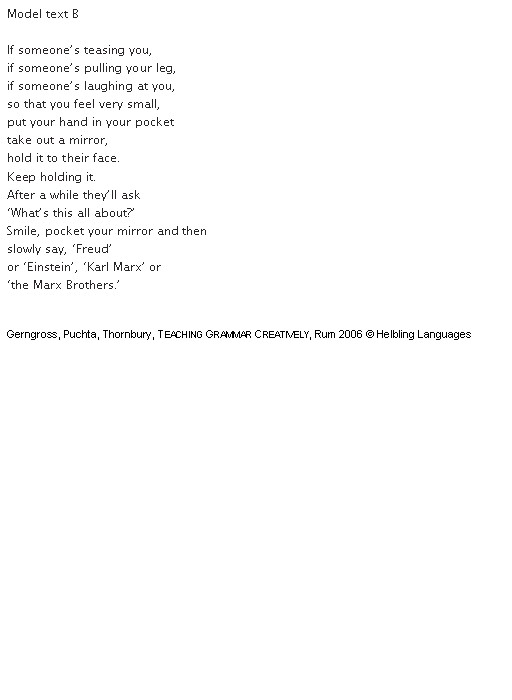 Model text B
If someone's teasing you,
if someone's pulling your leg,
if someone's laughing at you,
so that you feel very small,
put your hand in your pocket
take out a mirror,
hold it to their face.
Keep holding it.
After a while they'll ask
‘What's this all about?’
Smile, pocket your mirror and then
slowly say, ‘Freud’
or ‘Einstein’, ‘Karl Marx’ or
‘the Marx Brothers.’
Gerngross, Puchta, Thornbury, TEACHING GRAMMAR CREATIVELY, Rum 2006 © Helbling Languages